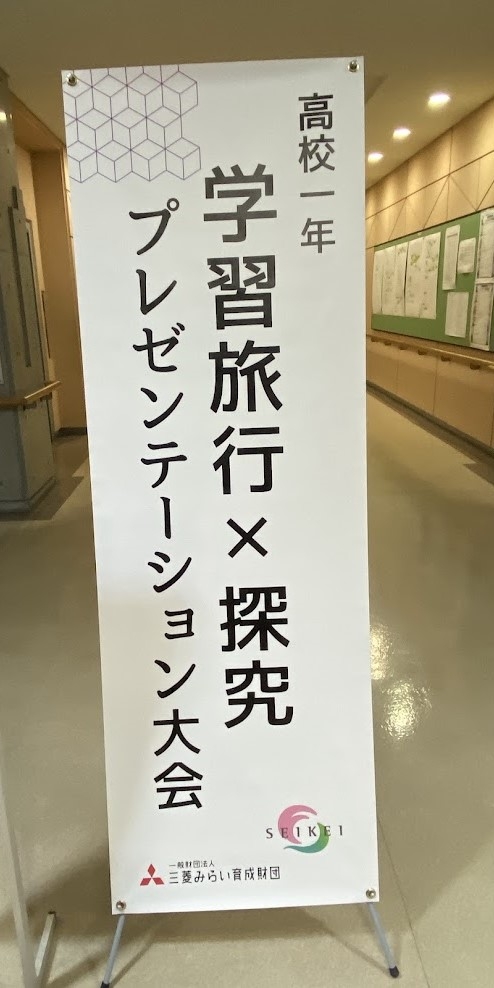 高校一年
学習旅行×探究
プレゼンテーション大会
SEIKEI
一般財団法人
三菱みらい育成財団